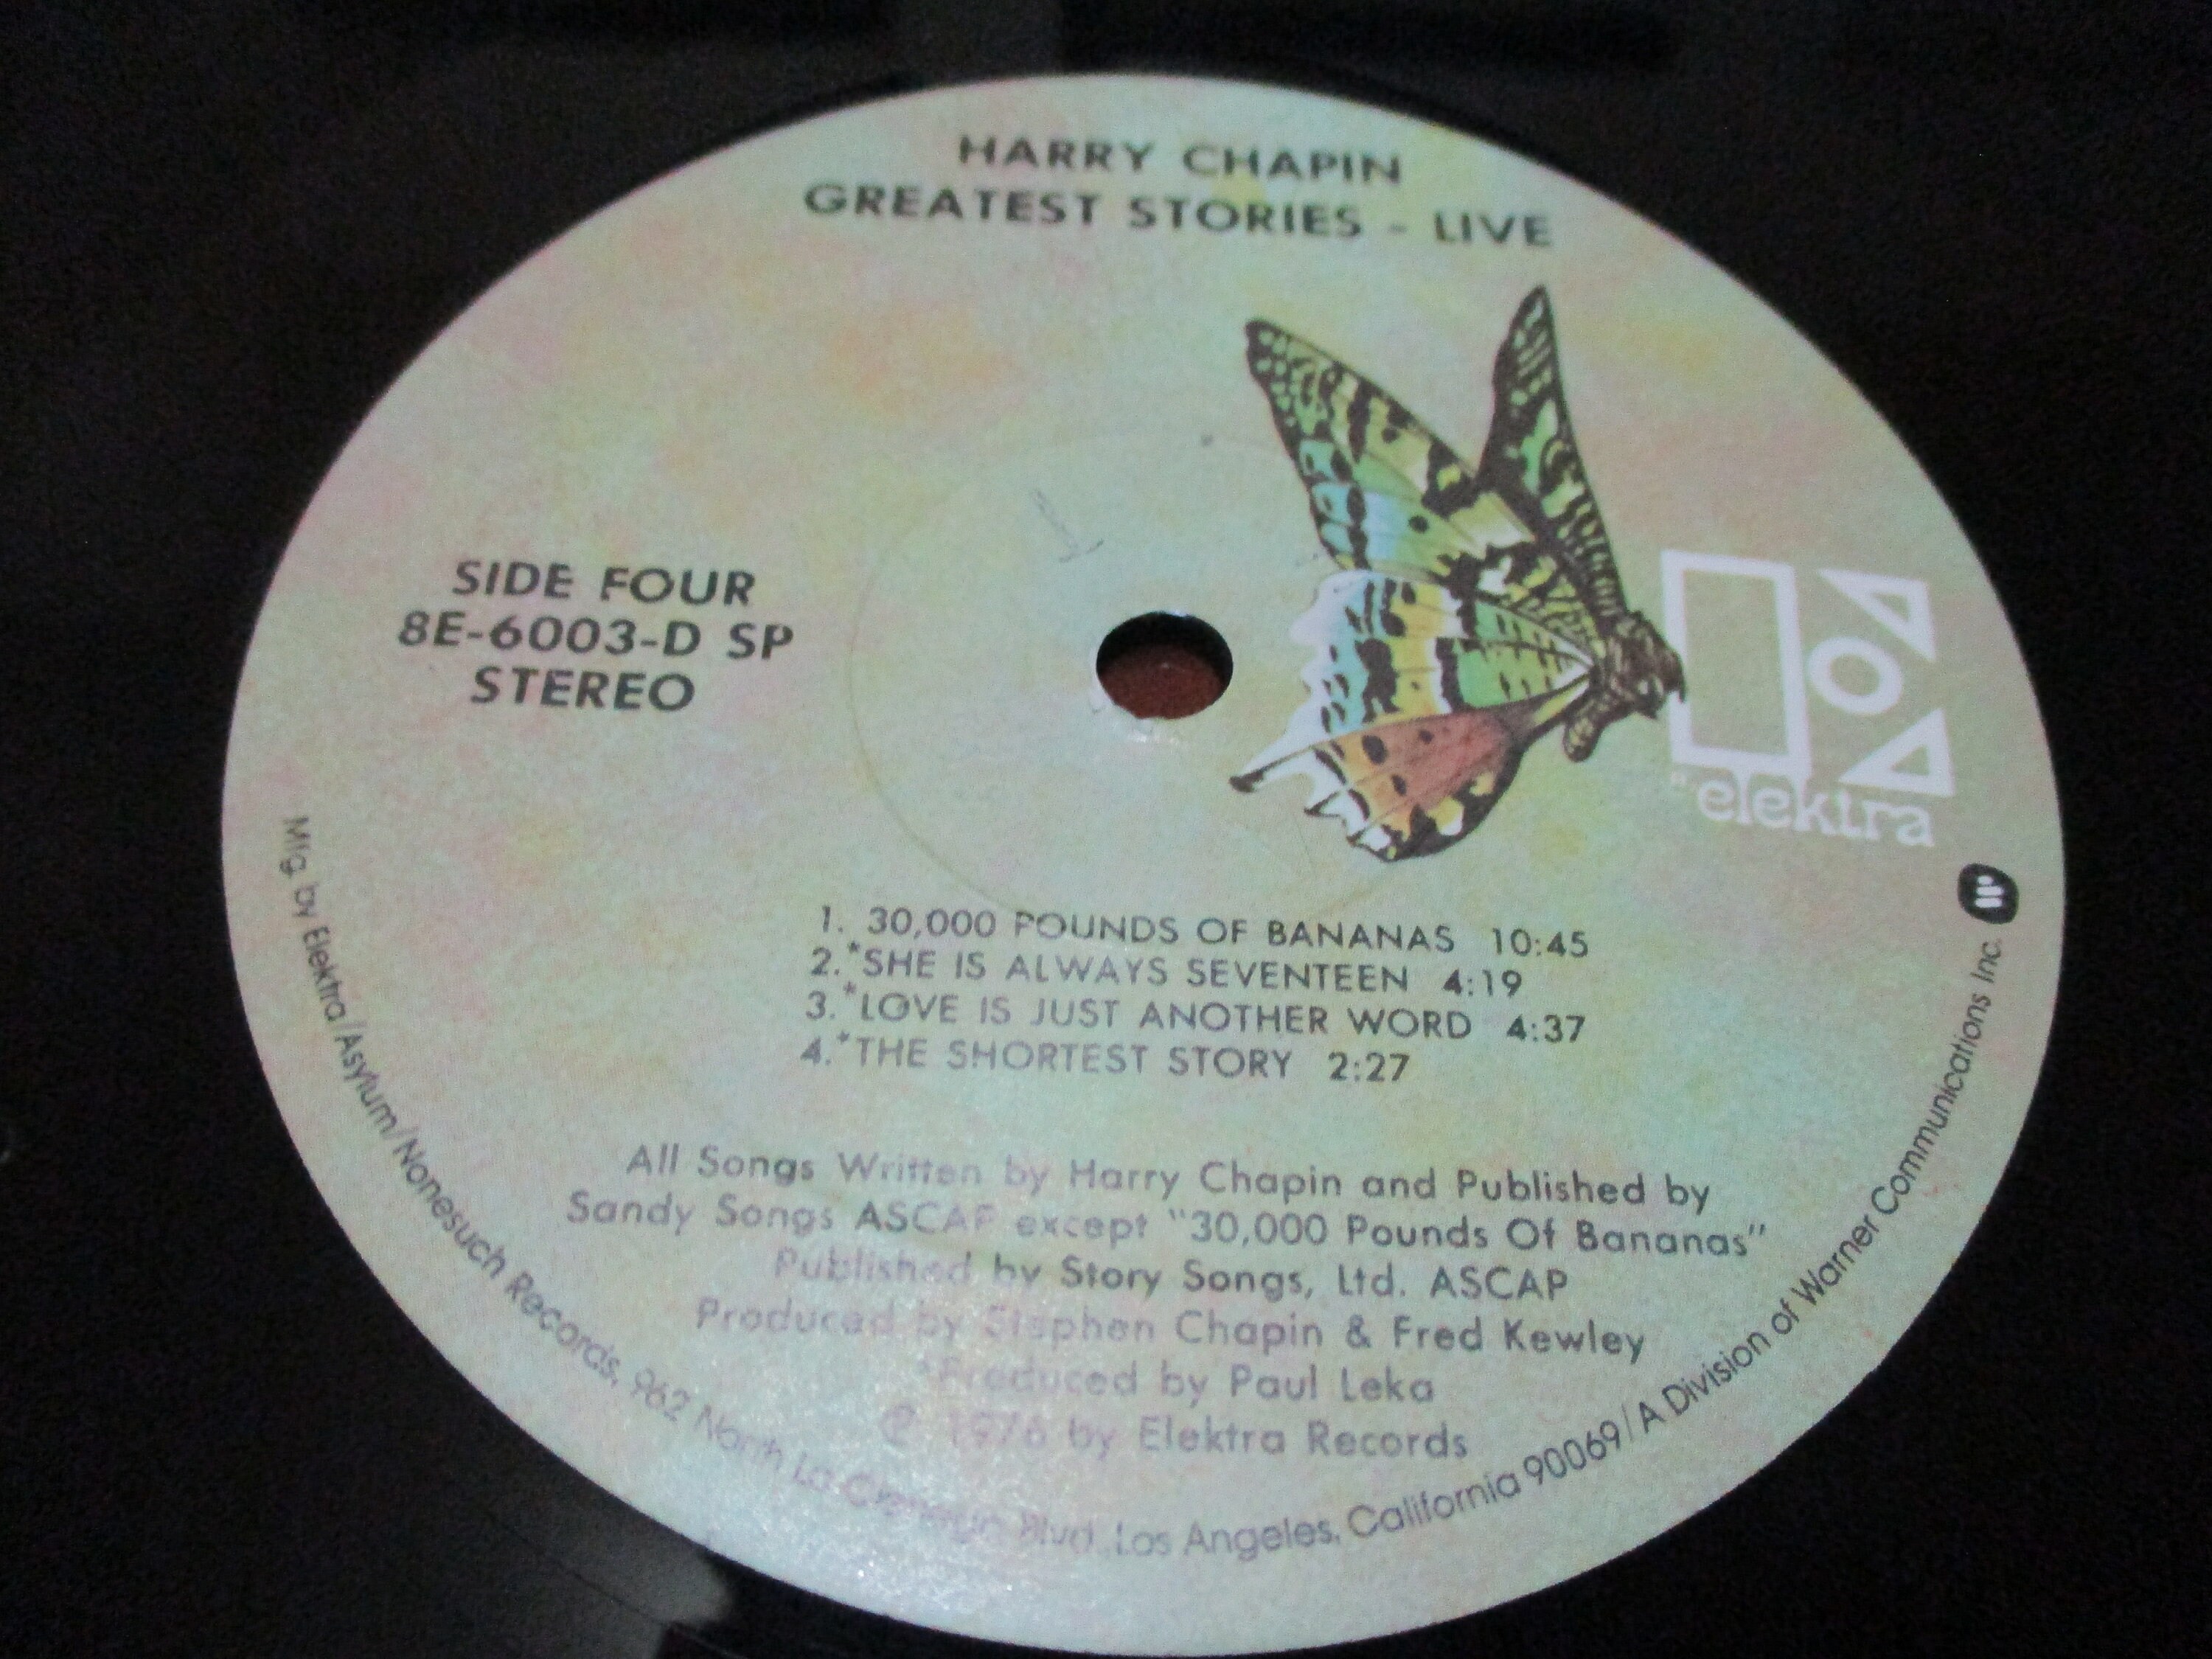 HARRY CHAPIN
GREATEST STORIES - LIVE
SIDE FOUR
8E-6003-D SP
STEREO
elektra
1. 30,000 POUNDS OF BANANAS 10:45
2.*SHE IS ALWAYS SEVENTEEN 4:19
3.*LOVE IS JUST ANOTHER WORD 4:37
4.*THE SHORTEST STORY 2:27
All Songs Written by Harry Chapin and Published by
Sandy Songs ASCAP except "30,000 Pounds Of Bananas"
Published by Story Songs, Ltd. ASCAP
Produced by Stephen Chapin & Fred Kewley
*Produced by Paul Leka
℗ 1976 by Elektra Records
Mfg. by Elektra/Asylum/Nonesuch Records, 962 North La Cienega Blvd., Los Angeles, California 90069/A Division of Warner Communications Inc.